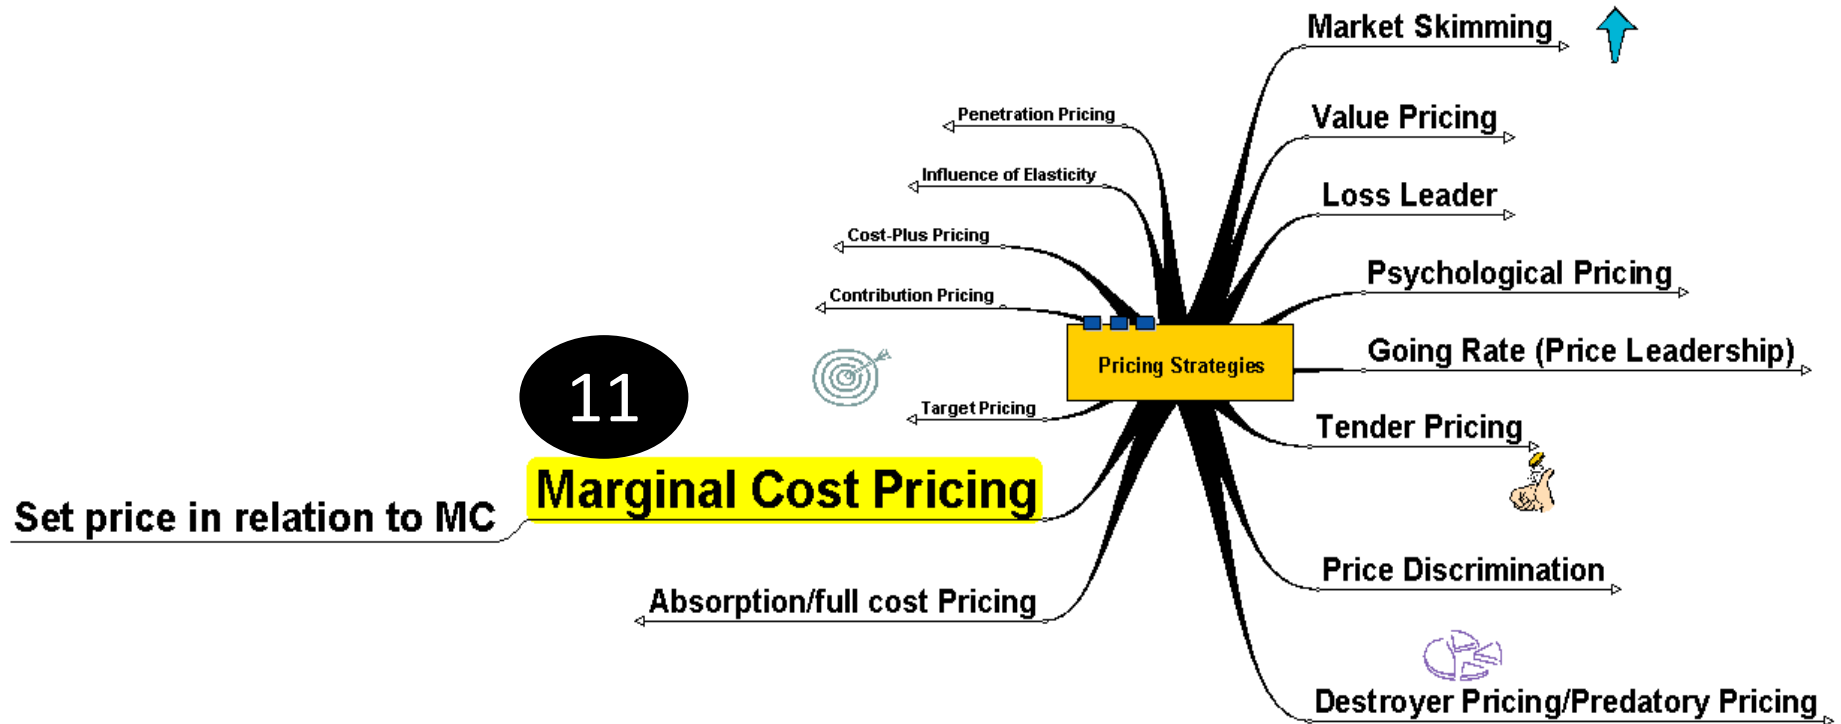 Market Skimming
Penetration Pricing
Value Pricing
Influence of Elasticity
Loss Leader
Cost-Plus Pricing
Psychological Pricing
Contribution Pricing
Pricing Strategies
Going Rate (Price Leadership)
11
Target Pricing
Tender Pricing
Marginal Cost Pricing
Set price in relation to MC
Price Discrimination
Absorption/full cost Pricing
Destroyer Pricing/Predatory Pricing